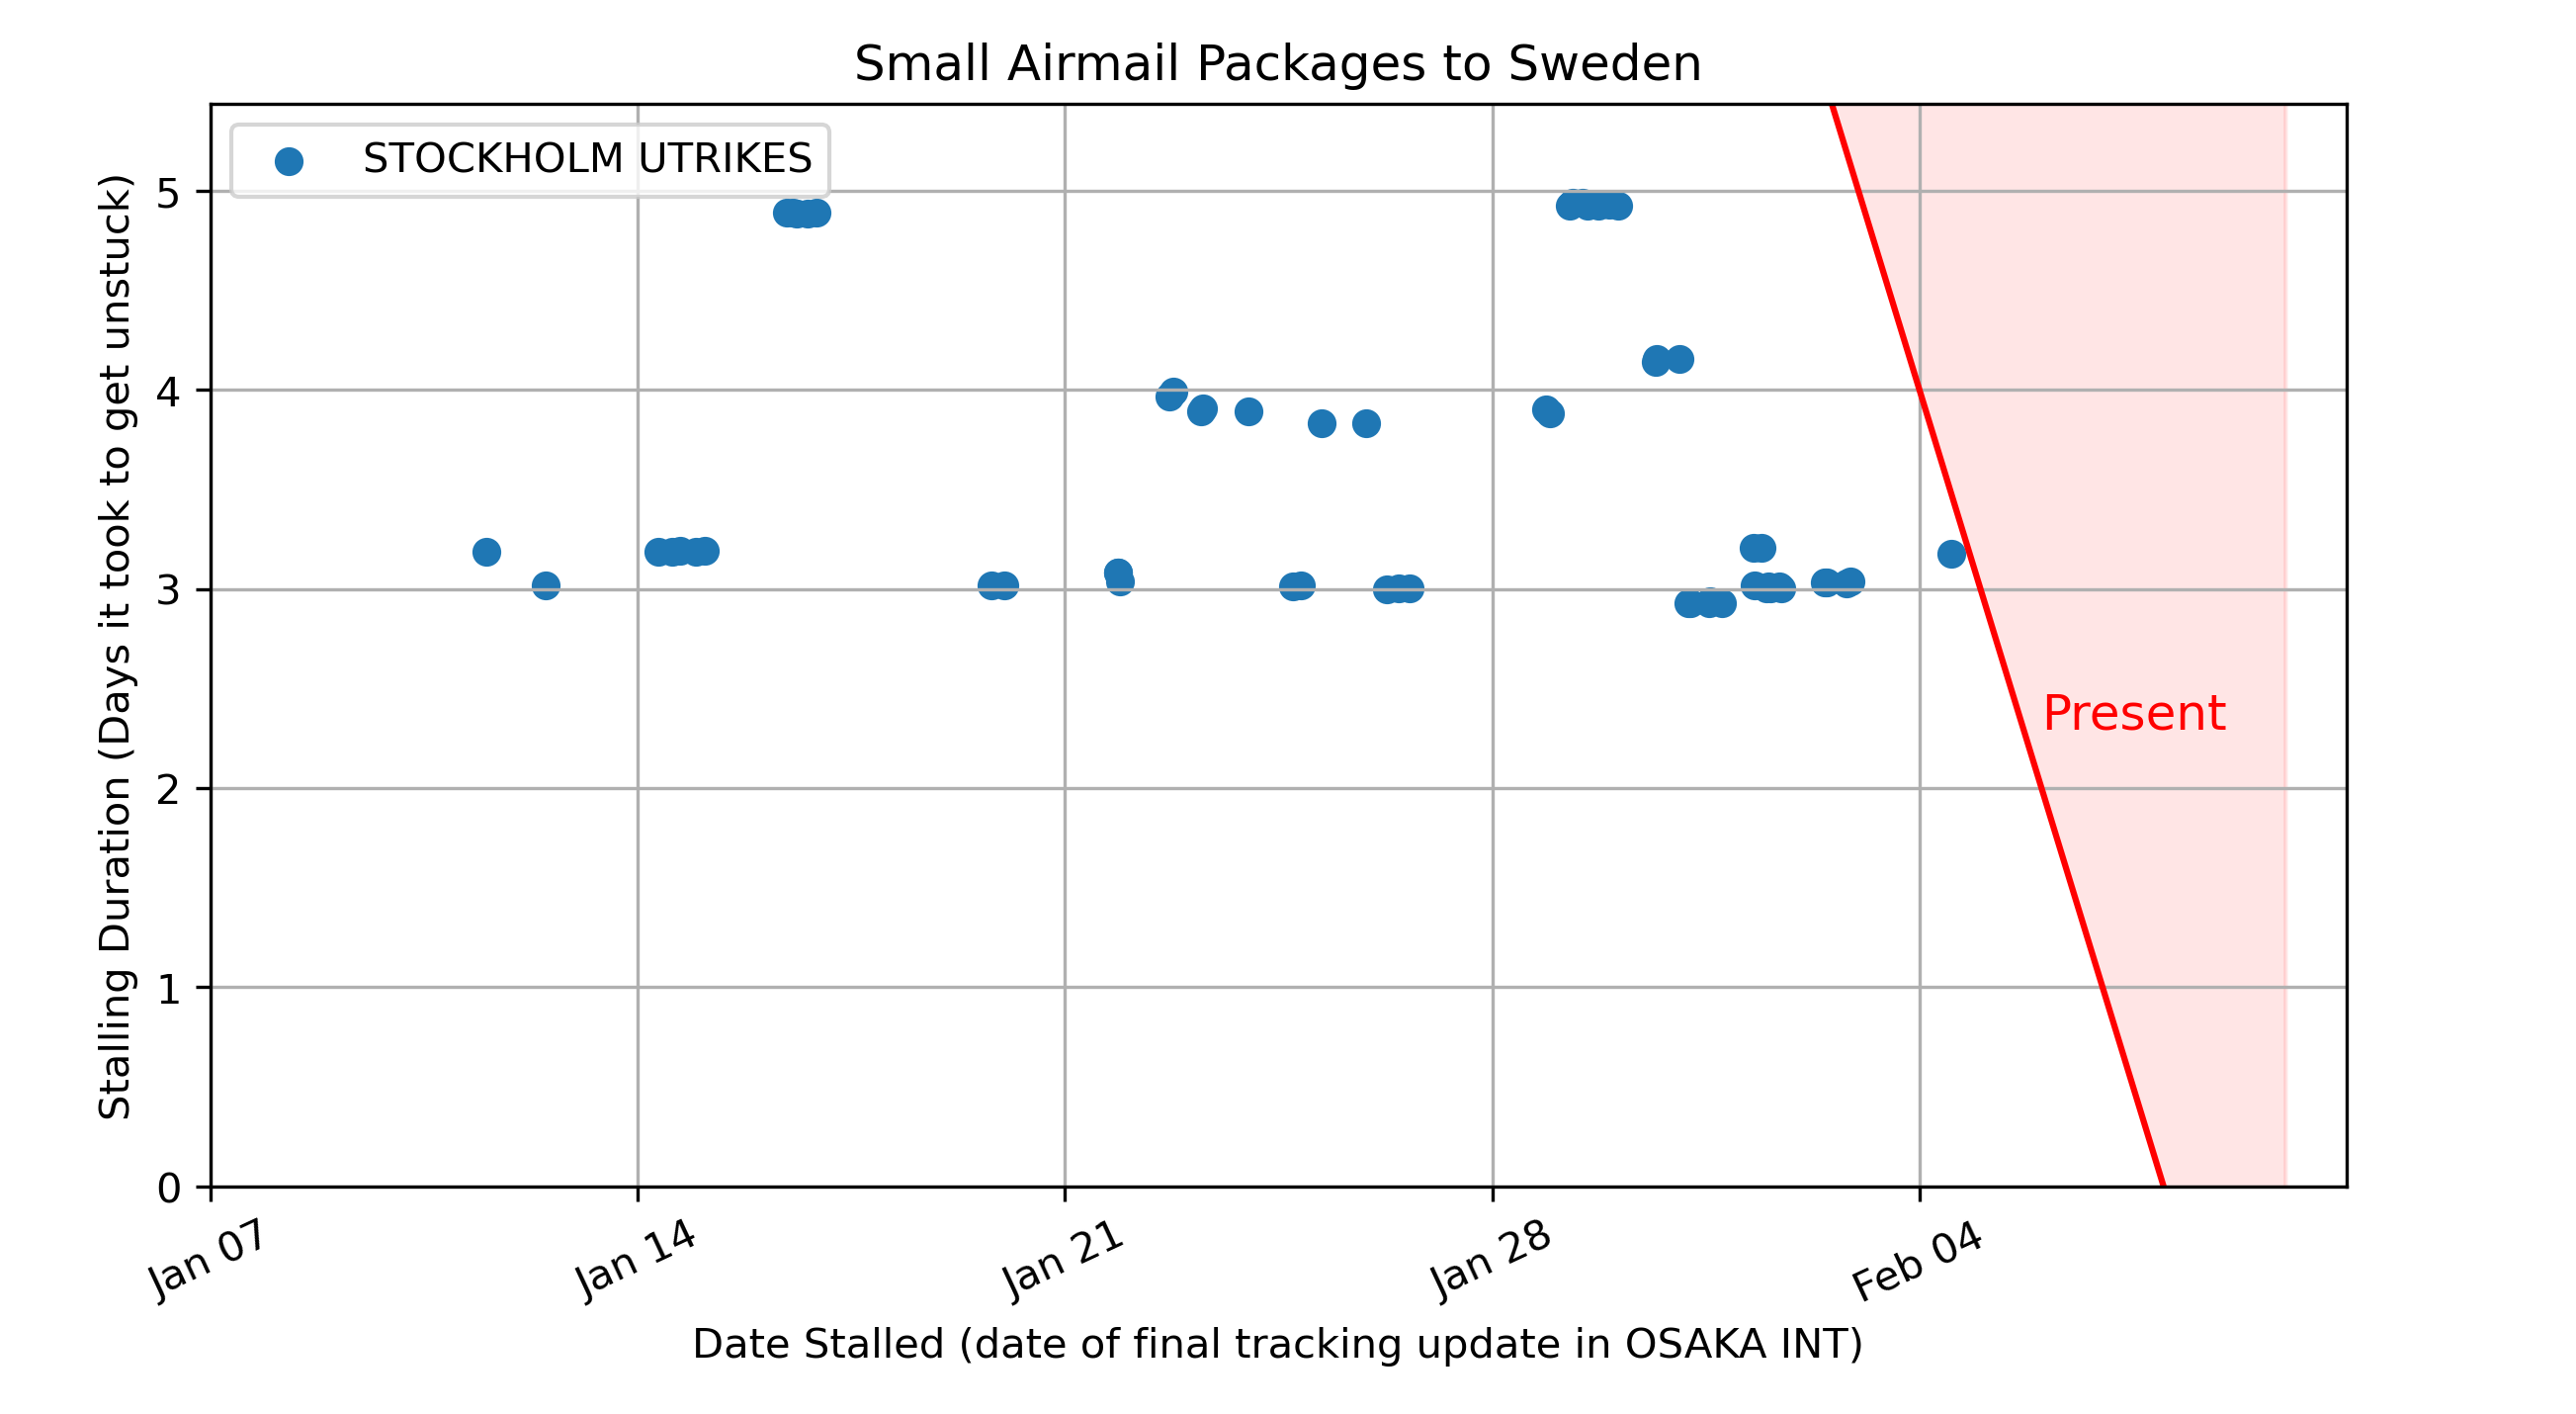 Small Airmail Packages to Sweden
STOCKHOLM UTRIKES
Stalling Duration (Days it took to get unstuck)
5
4
3
2
1
0
Present
Jan 07
Jan 14
Jan 21
Jan 28
Feb 04
Date Stalled (date of final tracking update in OSAKA INT)